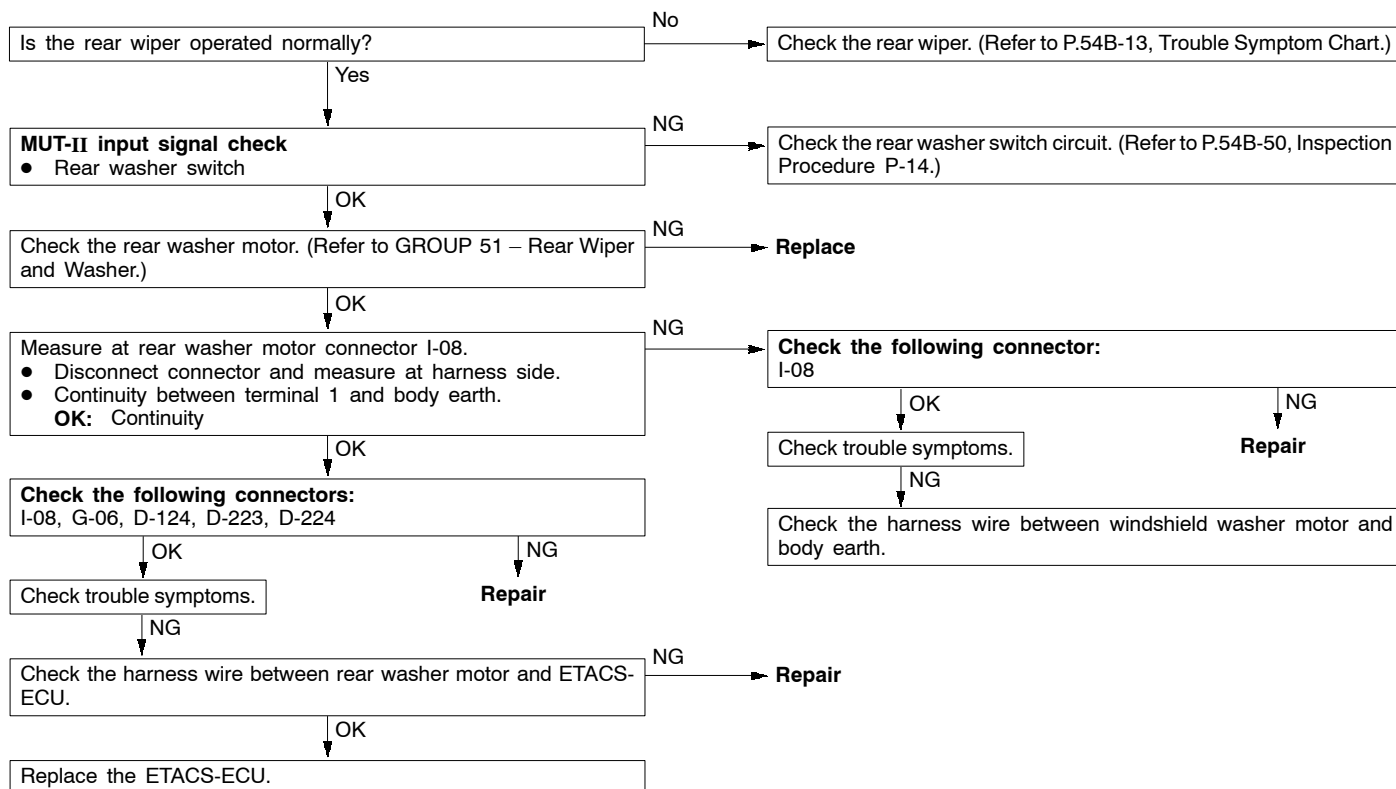 Is the rear wiper operated normally?
No
Check the rear wiper. (Refer to P.54B-13, Trouble Symptom Chart.)
Yes
MUT-II input signal check
● Rear washer switch
NG
Check the rear washer switch circuit. (Refer to P.54B-50, Inspection
Procedure P-14.)
OK
Check the rear washer motor. (Refer to GROUP 51 – Rear Wiper
and Washer.)
NG
Replace
OK
Measure at rear washer motor connector I-08.
● Disconnect connector and measure at harness side.
● Continuity between terminal 1 and body earth.
OK: Continuity
NG
Check the following connector:
I-08
OK
NG
Check trouble symptoms.
Repair
NG
Check the harness wire between windshield washer motor and
body earth.
OK
Check the following connectors:
I-08, G-06, D-124, D-223, D-224
OK
NG
Check trouble symptoms.
Repair
NG
Check the harness wire between rear washer motor and ETACS-
ECU.
NG
Repair
OK
Replace the ETACS-ECU.